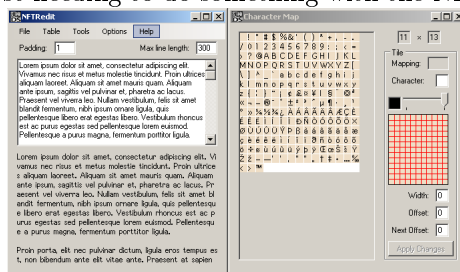 NFTRedit
File Table Tools Options Help
Padding: 1 Max line length: 300
Lorem ipsum dolor sit amet, consectetur adipiscing elit.
Vivamus nec risus et metus molestie tincidunt. Proin ultrices
aliquam laoreet. Aliquam sit amet mauris quam. Aliquam
ante ipsum, sagittis vel pulvinar et, pharetra ac lacus.
Praesent vel viverra leo. Nullam vestibulum, felis sit amet
blandit fermentum, nibh ipsum ornare ligula, quis
pellentesque libero erat egestas libero. Vestibulum rhoncus
est ac purus egestas sed pellentesque lorem euismod.
Pellentesque a purus magna, fermentum porttitor ligula.
Lorem ipsum dolor sit amet, consectetur adipiscing elit. Vi
vamus nec risus et metus molestie tincidunt. Proin ultrice
s aliquam laoreet. Aliquam sit amet mauris quam. Aliquam
ante ipsum, sagittis vel pulvinar et, pharetra ac lacus. Pr
aesent vel viverra leo. Nullam vestibulum, felis sit amet bl
andit fermentum, nibh ipsum ornare ligula, quis pellentesqu
e libero erat egestas libero. Vestibulum rhoncus est ac p
urus egestas sed pellentesque lorem euismod. Pellentesqu
e a purus magna, fermentum porttitor ligula.
Proin porta, elit nec pulvinar dictum, ligula eros tempus es
t, non bibendum ante elit vitae ante. Praesent at sapien
Character Map
! " # $ % & ' ( ) * + , -
/ 0 1 2 3 4 5 6 7 8 9 : ; < =
> ? @ A B C D E F G H I J K L
M N O P Q R S T U V W X Y Z [
\ ] ^ _ ` a b c d e f g h i j
k l m n o p q r s t u v w x y
11 × 13
Tile
Mapping:
Character:
Width: 0
Offset: 0
Next Offset: 0
Apply Changes